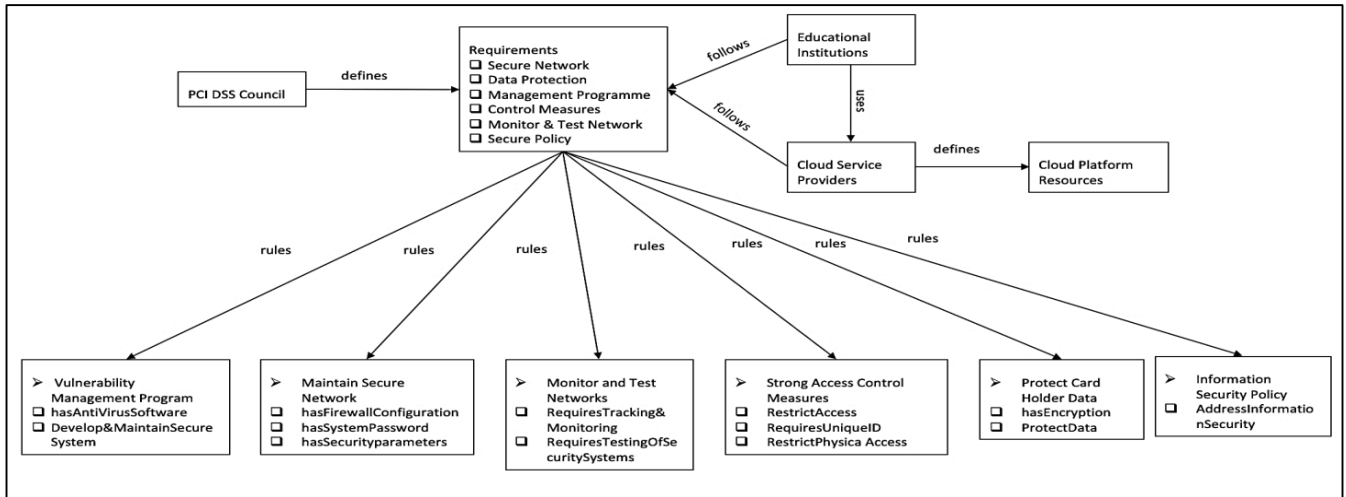 Requirements
Secure Network
Data Protection
Management Programme
Control Measures
Monitor & Test Network
Secure Policy
PCI DSS Council
defines
follows
follows
Educational
Institutions
uses
Cloud Service
Providers
defines
Cloud Platform
Resources
rules
rules
rules
rules
rules
rules
rules
Vulnerability
Management Program
hasAntiVirusSoftware
Develop&MaintainSecure
System
Maintain Secure
Network
hasFirewallConfiguration
hasSystemPassword
hasSecurityparameters
Monitor and Test
Networks
RequiresTracking&
Monitoring
RequiresTestingOfSe
curitySystems
Strong Access Control
Measures
RestrictAccess
RequiresUniqueID
RestrictPhysica Access
Protect Card
Holder Data
hasEncryption
ProtectData
Information
Security Policy
AddressInformatio
nSecurity